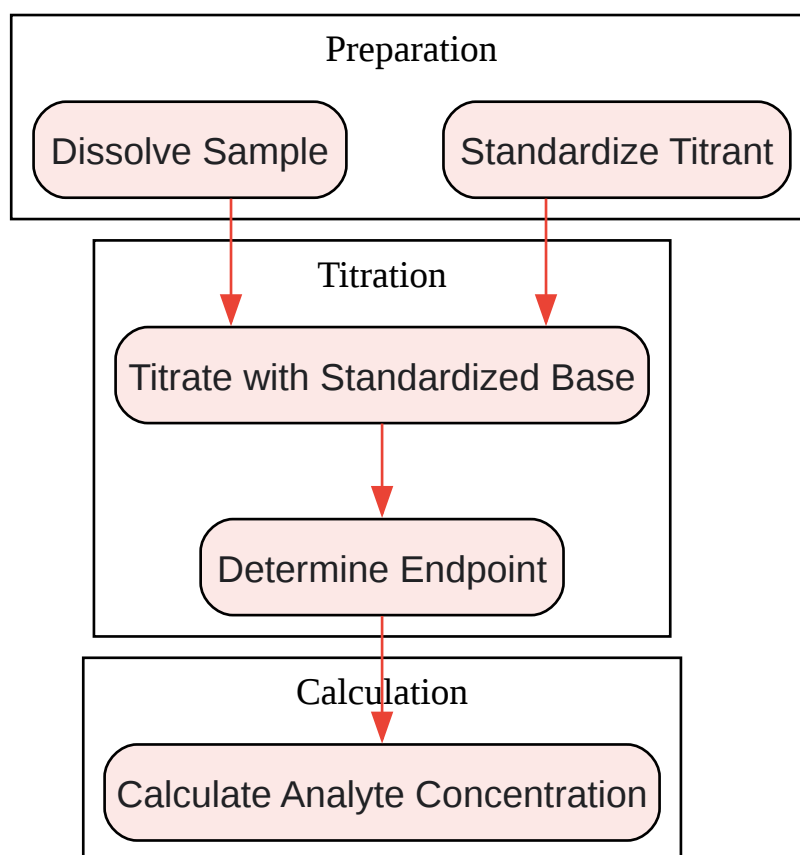 Preparation
Dissolve Sample
Standardize Titrant
Titration
Titrate with Standardized Base
Determine Endpoint
Calculation
Calculate Analyte Concentration